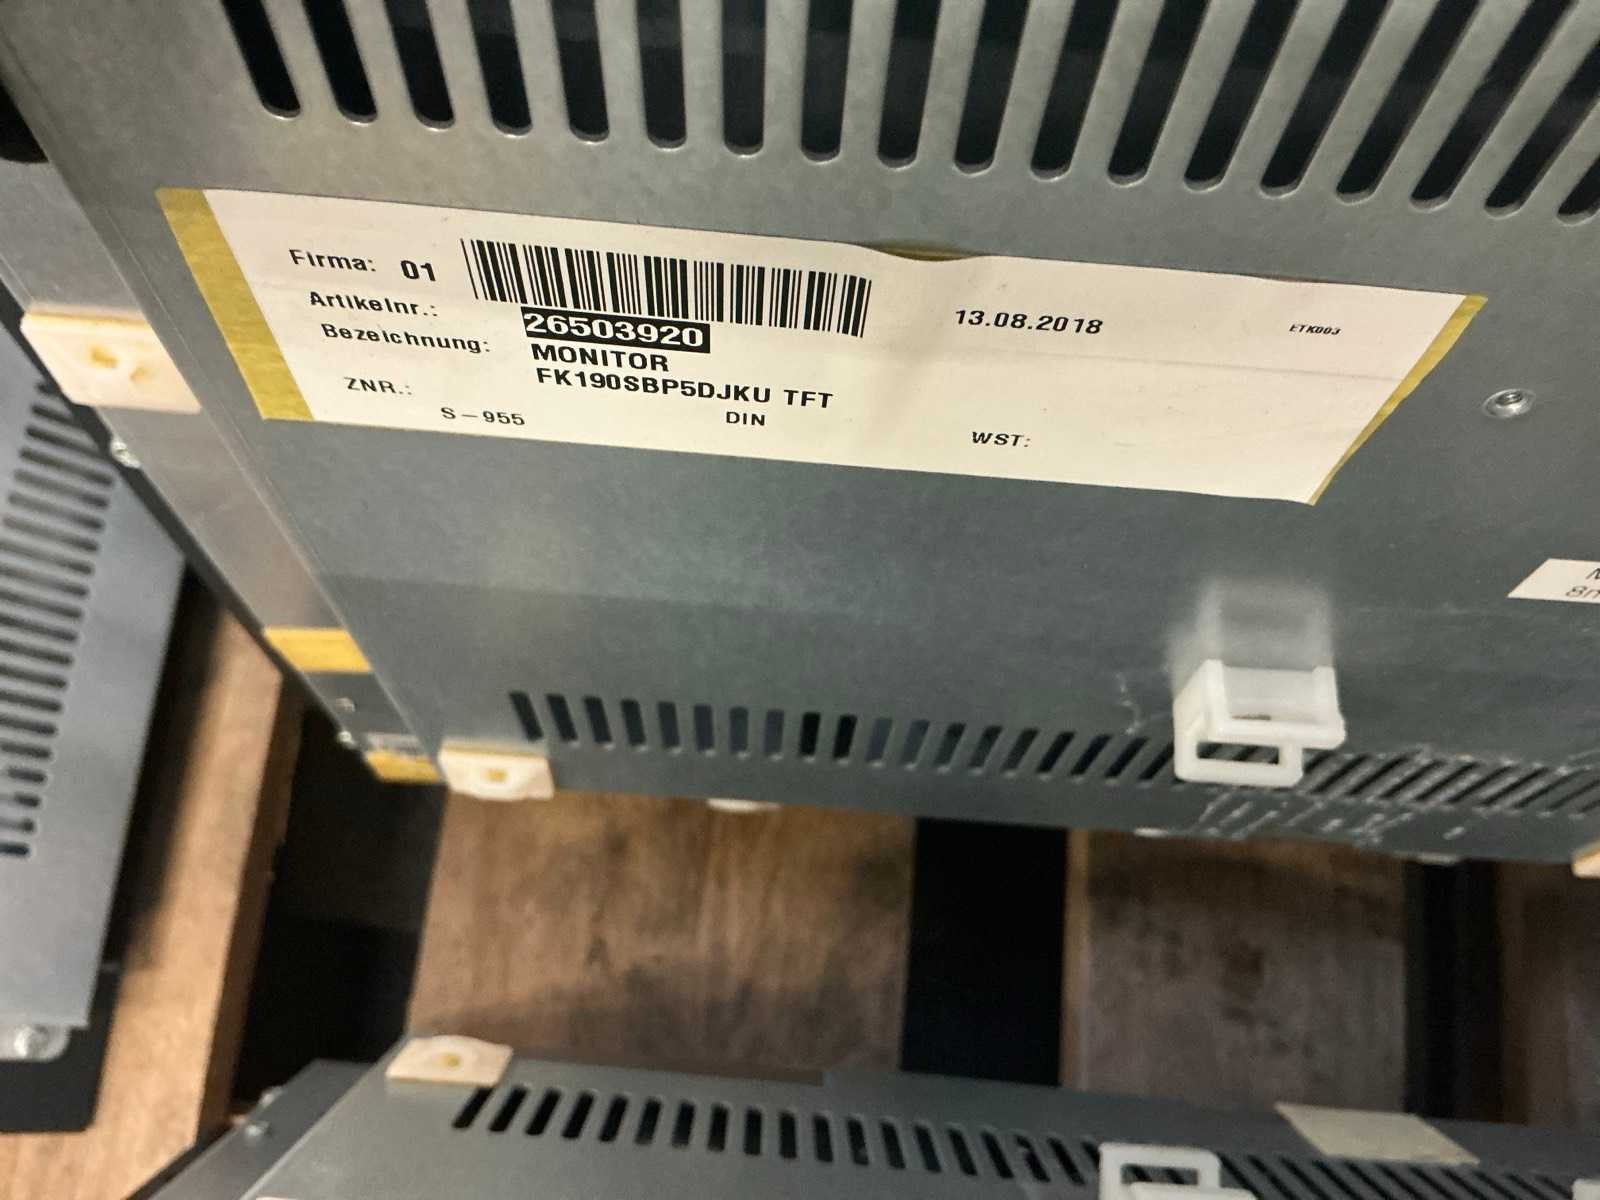 Firma: 01
13.08.2018
ETK003
Artikelnr.: 26503920
Bezeichnung: MONITOR
FK190SBP5DJKU TFT
ZNR.:
S-955
DIN
WST: